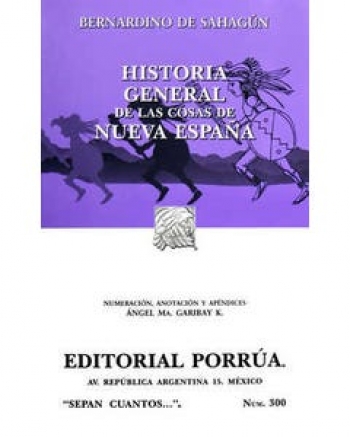 BERNARDINO DE SAHAGÚN
HISTORIA
GENERAL
DE LAS COSAS DE
NUEVA ESPAÑA
NUMERACIÓN, ANOTACIÓN Y APÉNDICES
ÁNGEL MA. GARIBAY K.
EDITORIAL PORRÚA.
AV. REPÚBLICA ARGENTINA 15. MÉXICO
"SEPAN CUANTOS...". NÚM. 300